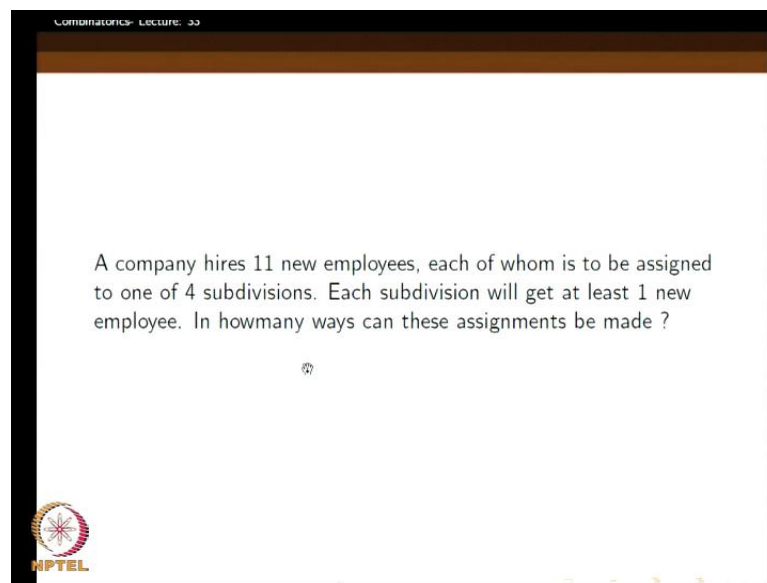 Combinatorics- Lecture: 33
A company hires 11 new employees, each of whom is to be assigned
to one of 4 subdivisions. Each subdivision will get at least 1 new
employee. In howmany ways can these assignments be made ?
NPTEL